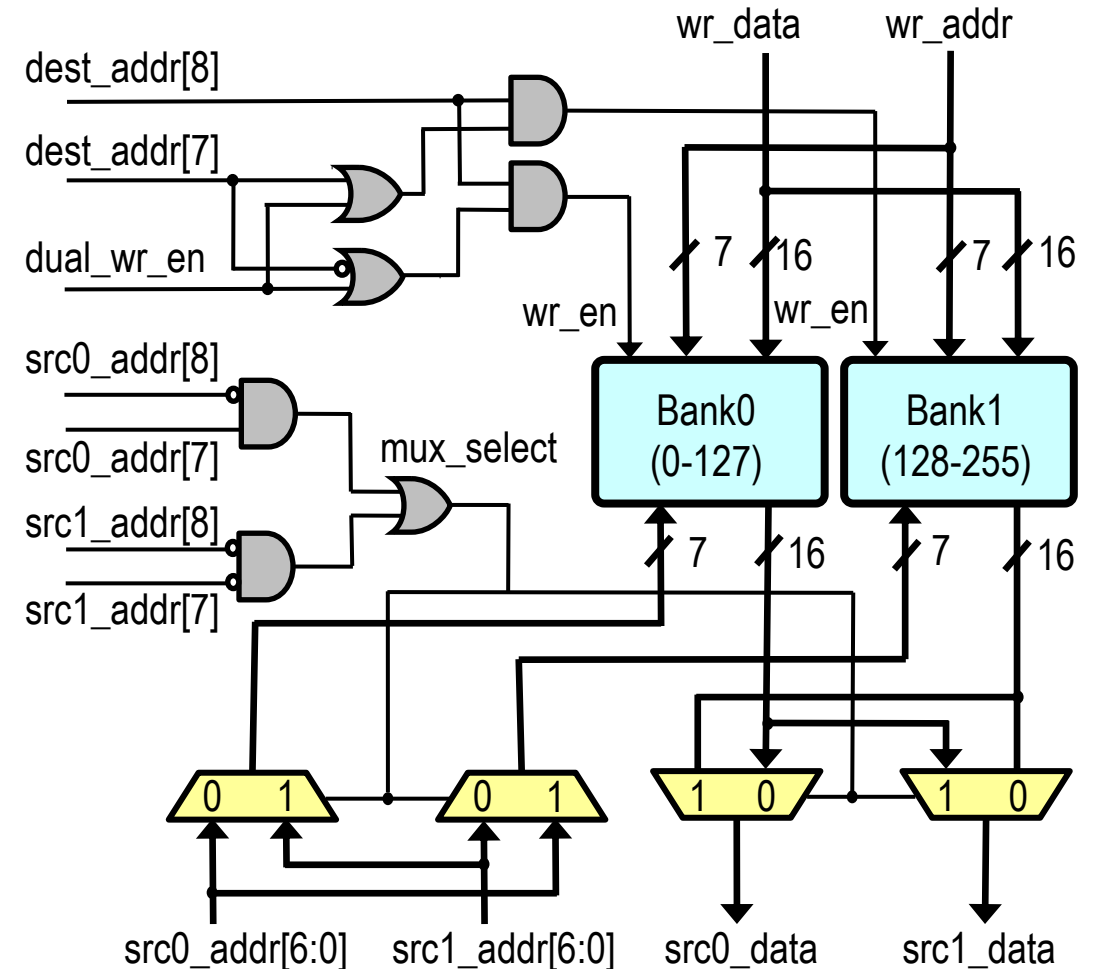 wr_data
wr_addr
dest_addr[8]
dest_addr[7]
dual_wr_en
7
16
7
16
wr_en
wr_en
src0_addr[8]
src0_addr[7]
src1_addr[8]
src1_addr[7]
mux_select
Bank0
(0-127)
Bank1
(128-255)
7
16
7
16
0
1
0
1
1
0
1
0
src0_addr[6:0]
src1_addr[6:0]
src0_data
src1_data